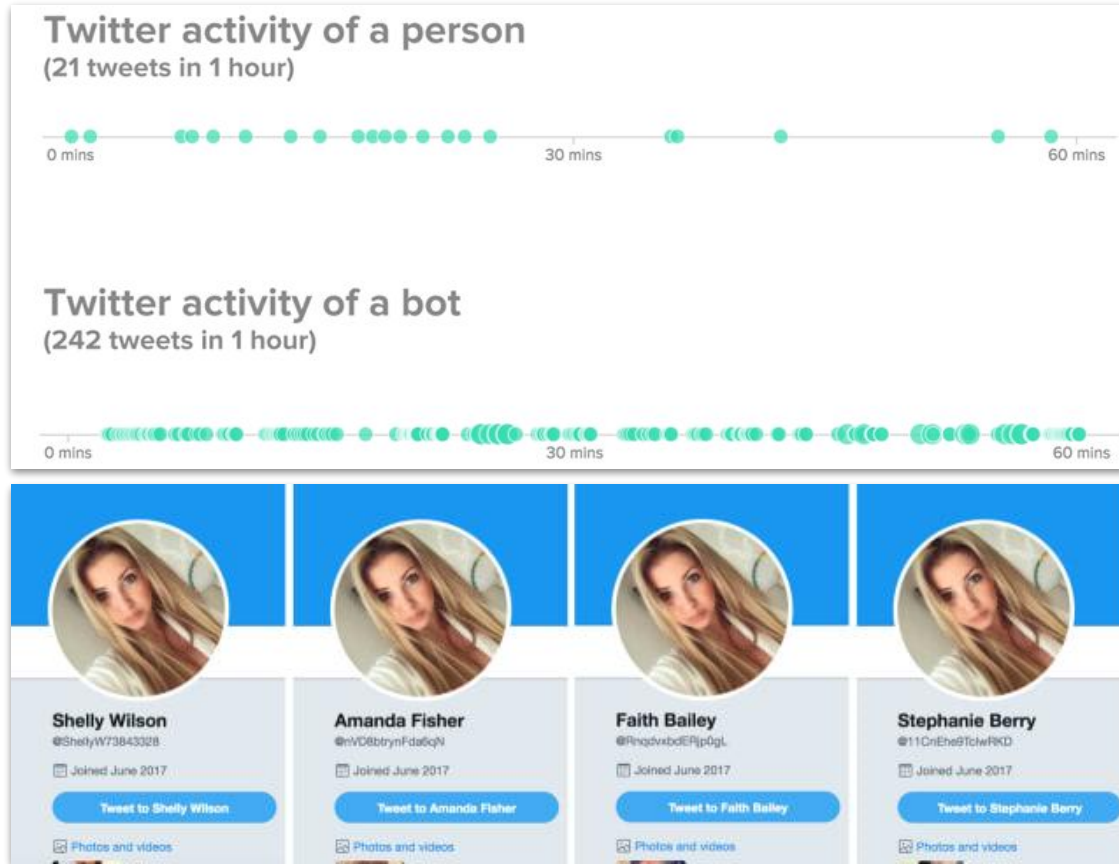 Twitter activity of a person
(21 tweets in 1 hour)
0 mins 30 mins 60 mins
Twitter activity of a bot
(242 tweets in 1 hour)
0 mins 30 mins 60 mins
Shelly Wilson Amanda Fisher Faith Bailey Stephanie Berry
@ShellyW73843328
Joined June 2017 Joined June 2017 Joined June 2017 Joined June 2017
Tweet to Shelly Wilson Tweet to Amanda Fisher Tweet to Faith Bailey Tweet to Stephanie Berry
Photos and videos Photos and videos Photos and videos Photos and videos